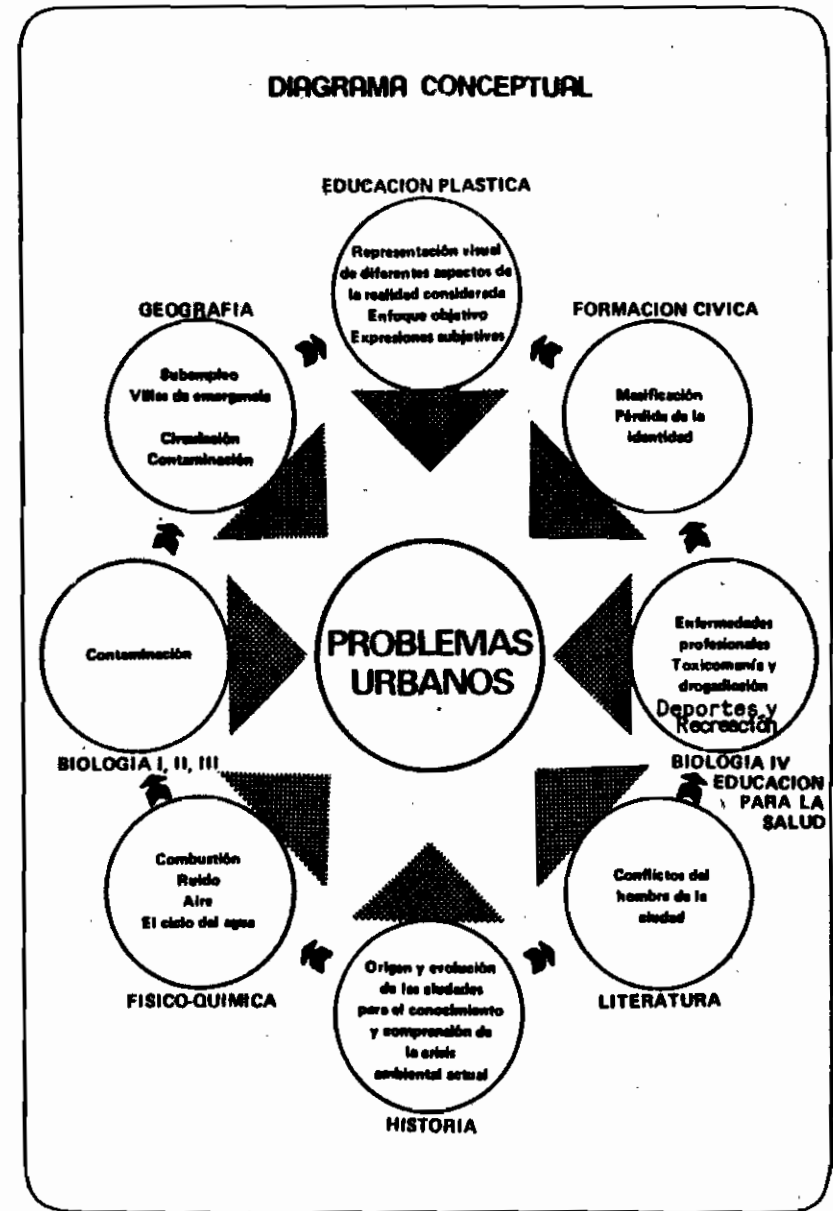 DIAGRAMA CONCEPTUAL
EDUCACION PLASTICA
Representación visual
de diferentes aspectos de
la realidad considerada
Enfoque objetivo
Expresiones subjetivas
GEOGRAFIA
Subempleo
Villas de emergencia
Circulación
Contaminación
FORMACION CIVICA
Masificación
Pérdida de la
identidad
Contaminación
BIOLOGIA I, II, III
PROBLEMAS
URBANOS
Enfermedades
profesionales
Toxicomanía y
drogadicción
Deportes y
Recreación
BIOLOGIA IV
EDUCACION
PARA LA
SALUD
Combustión
Ruido
Aire
El ciclo del agua
FISICO-QUIMICA
Conflictos del
hombre de la
ciudad
LITERATURA
Origen y evolución
de las ciudades
para el conocimiento
y comprensión de
la crisis
ambiental actual
HISTORIA